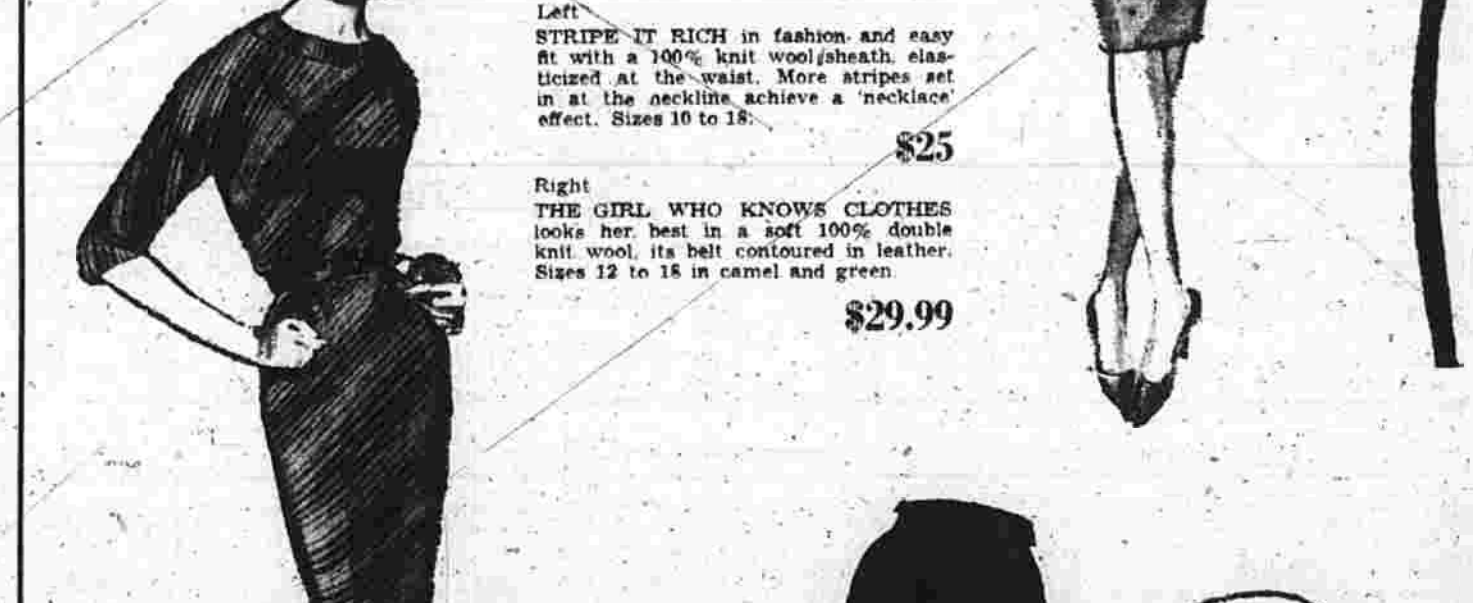 Left
STRIPE IT RICH in fashion and easy
fit with a 100% knit wool sheath, elas-
ticized at the waist. More stripes set
in at the neckline achieve a 'necklace'
effect. Sizes 10 to 18.
$25
Right
THE GIRL WHO KNOWS CLOTHES
looks her best in a soft 100% double
knit wool, its belt contoured in leather.
Sizes 12 to 18 in camel and green
$29.99